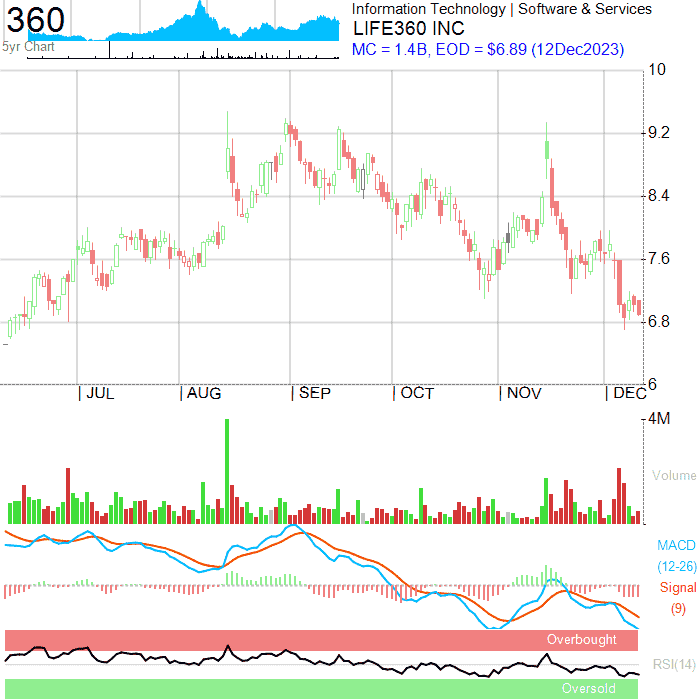 360
5yr Chart
Information Technology | Software & Services
LIFE360 INC
MC = 1.4B, EOD = $6.89 (12Dec2023)
10
9.2
8.4
7.6
6.8
6
| JUL | AUG | SEP | OCT | NOV | DEC
4M
Volume
MACD
(12-26)
Signal
(9)
Overbought
RSI(14)
Oversold